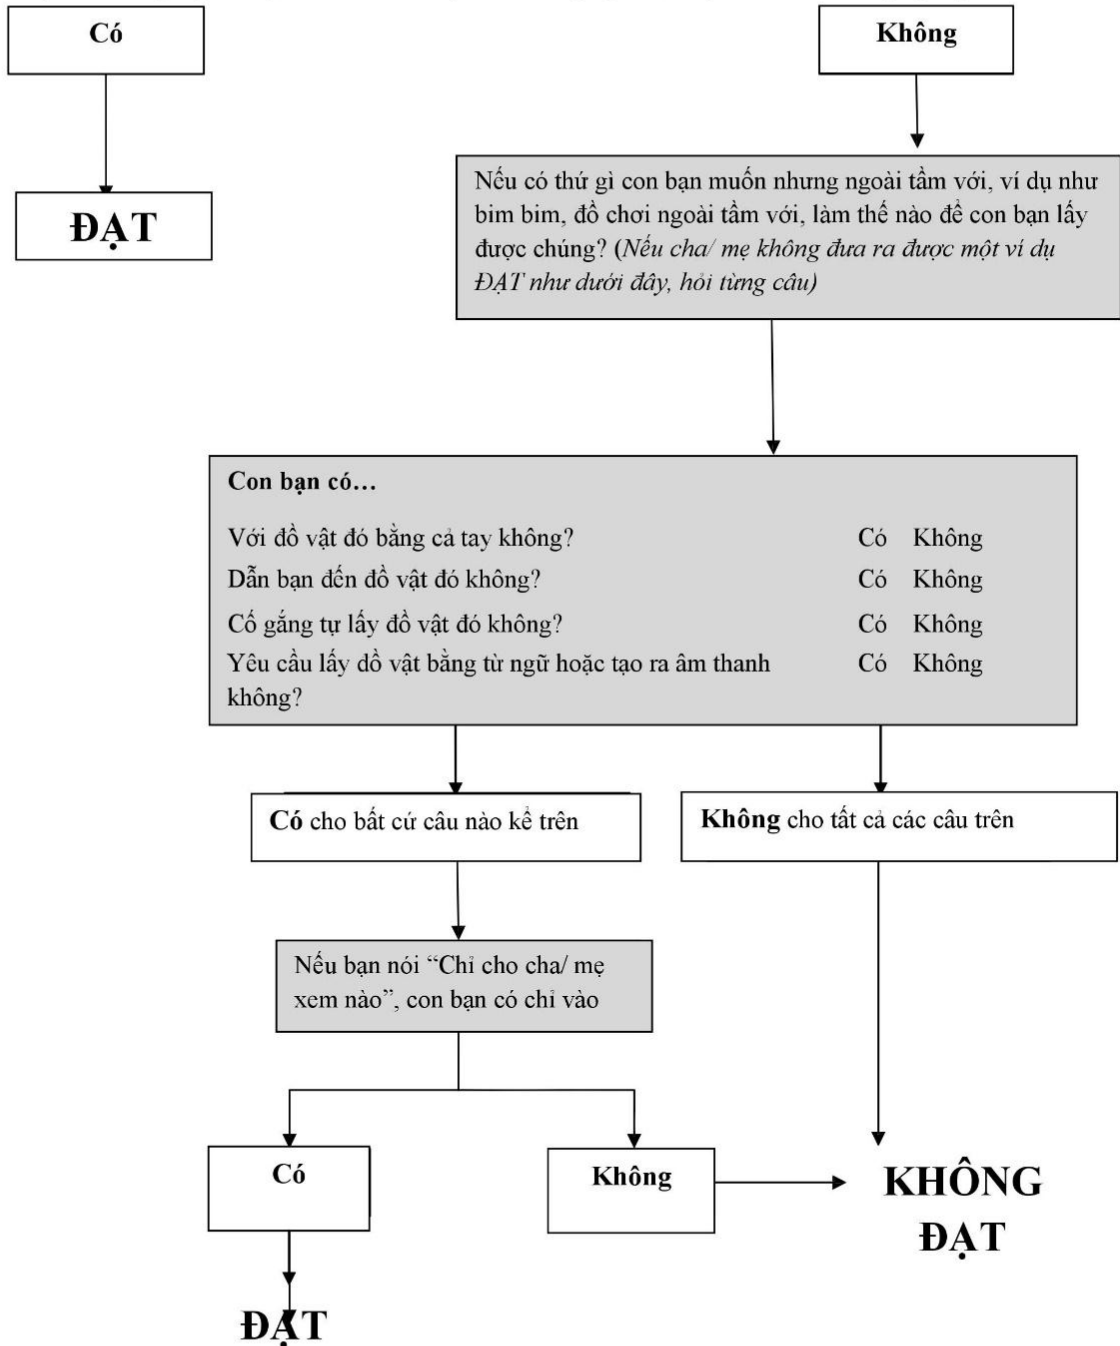 Có
Không
ĐẠT
Nếu có thứ gì con bạn muốn nhưng ngoài tầm với, ví dụ như
bim bim, đồ chơi ngoài tầm với, làm thế nào để con bạn lấy
được chúng? (Nếu cha/ mẹ không đưa ra được một ví dụ
ĐẠT như dưới đây, hỏi từng câu)
Con bạn có…
Với đồ vật đó bằng cả tay không? Có Không
Dẫn bạn đến đồ vật đó không? Có Không
Cố gắng tự lấy đồ vật đó không? Có Không
Yêu cầu lấy đồ vật bằng từ ngữ hoặc tạo ra âm thanh Có Không
không?
Có cho bất cứ câu nào kể trên
Không cho tất cả các câu trên
Nếu bạn nói “Chỉ cho cha/ mẹ
xem nào”, con bạn có chỉ vào
Có
Không
KHÔNG
ĐẠT
ĐẠT